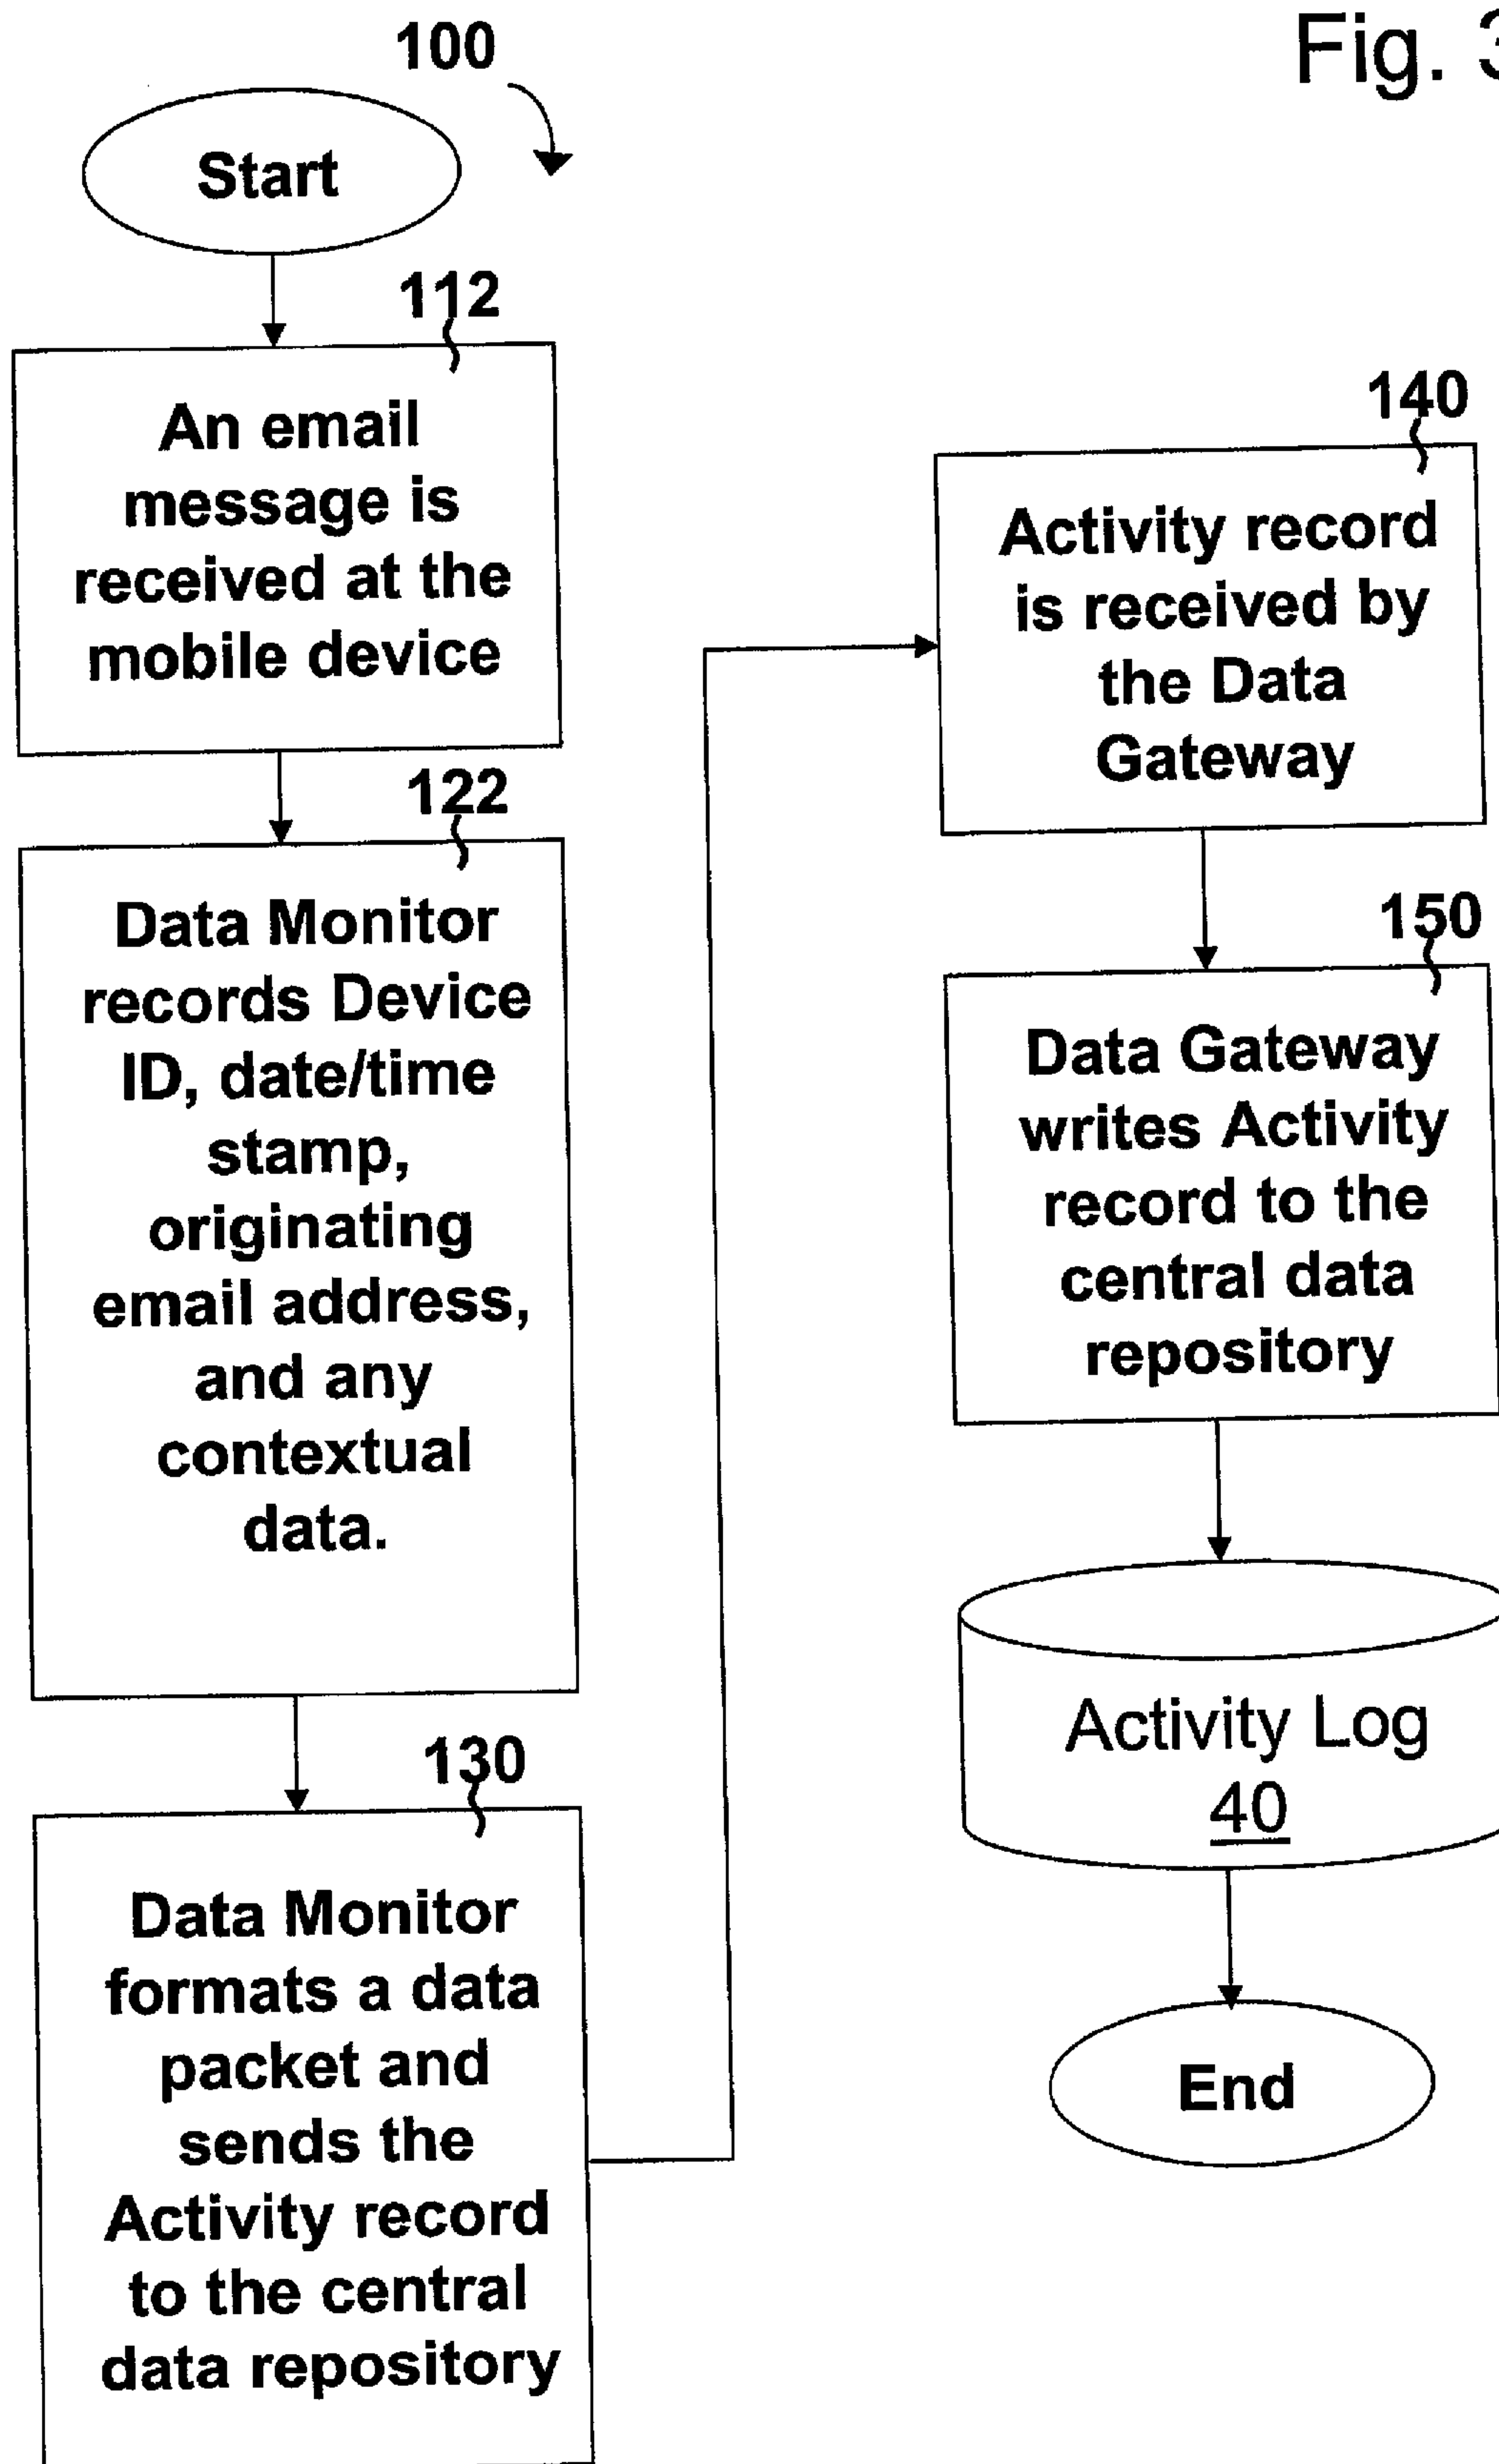 Fig. 3
100
Start
112
An email
message is
received at the
mobile device
122
Data Monitor
records Device
ID, date/time
stamp,
originating
email address,
and any
contextual
data.
130
Data Monitor
formats a data
packet and
sends the
Activity record
to the central
data repository
140
Activity record
is received by
the Data
Gateway
150
Data Gateway
writes Activity
record to the
central data
repository
Activity Log
40
End